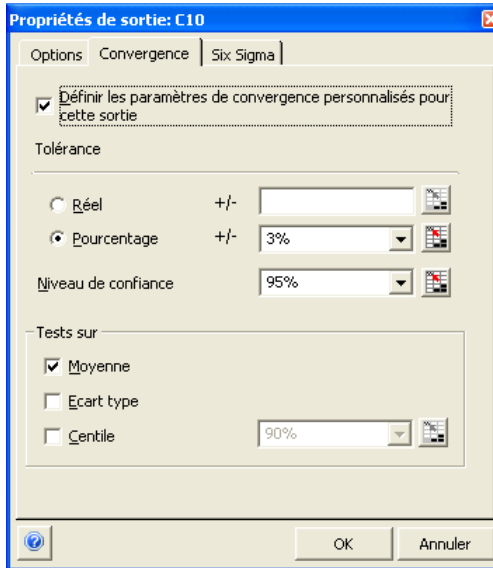 Propriétés de sortie: C10
Options Convergence Six Sigma
Définir les paramètres de convergence personnalisés pour
cette sortie
Tolérance
Réel +/-
Pourcentage +/- 3%
Niveau de confiance 95%
Tests sur
Moyenne
Ecart type
Centile 90%
OK Annuler